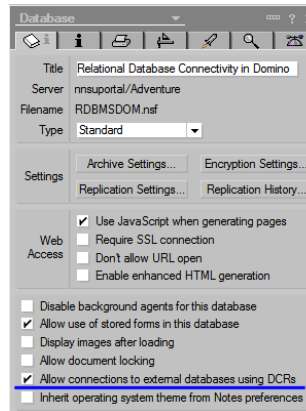 Database
Title Relational Database Connectivity in Domino
Server nnsuportal/Adventure
Filename RDBMSDOM.nsf
Type Standard
Settings
Archive Settings... Encryption Settings...
Replication Settings... Replication History...
Web Access
Use JavaScript when generating pages
Require SSL connection
Don't allow URL open
Enable enhanced HTML generation
Disable background agents for this database
Allow use of stored forms in this database
Display images after loading
Allow document locking
Allow connections to external databases using DCRs
Inherit operating system theme from Notes preferences